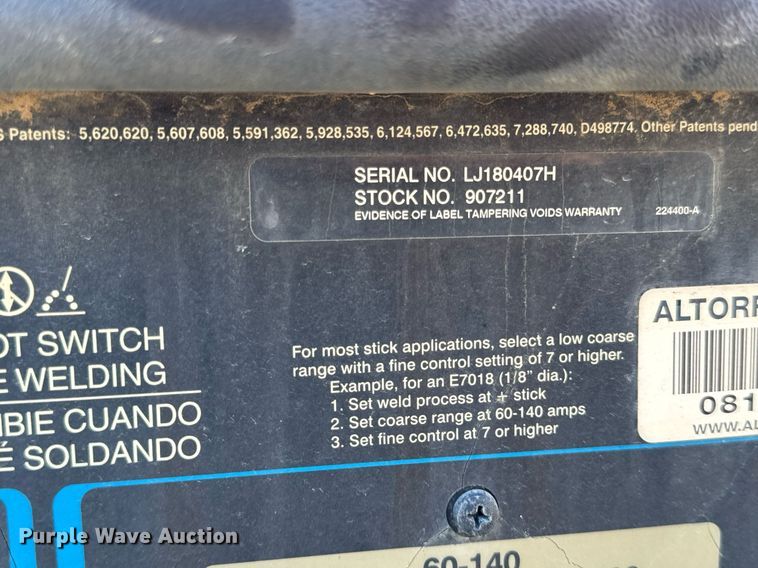 S Patents: 5,620,620, 5,607,608, 5,591,362, 5,928,535, 6,124,567, 6,472,635, 7,288,740, D498774. Other Patents pend
SERIAL NO. LJ180407H
STOCK NO. 907211
EVIDENCE OF LABEL TAMPERING VOIDS WARRANTY 224400-A
OT SWITCH
E WELDING
MBIE CUANDO
É SOLDANDO
For most stick applications, select a low coarse
range with a fine control setting of 7 or higher.
Example, for an E7018 (1/8" dia.):
1. Set weld process at + stick
2. Set coarse range at 60-140 amps
3. Set fine control at 7 or higher
ALTORF
081
WWW.AL
60-140
Purple Wave Auction